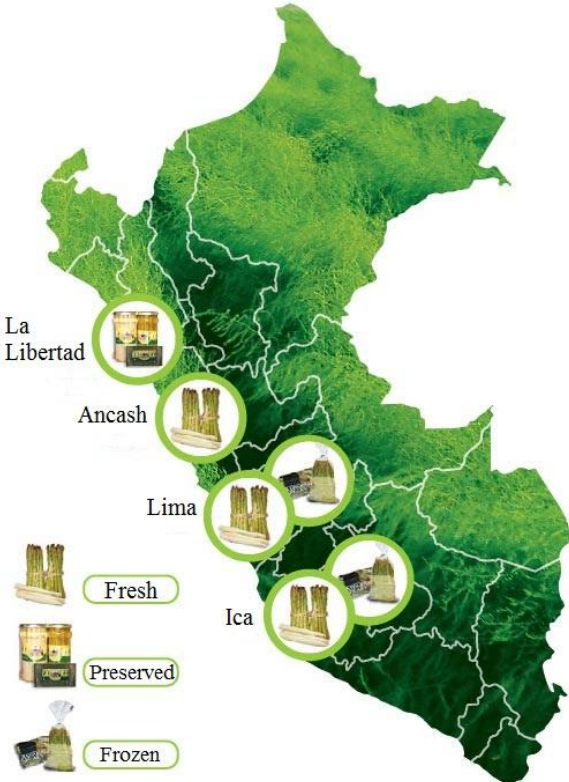 La
Libertad
Ancash
Lima
Ica
Fresh
Preserved
Frozen